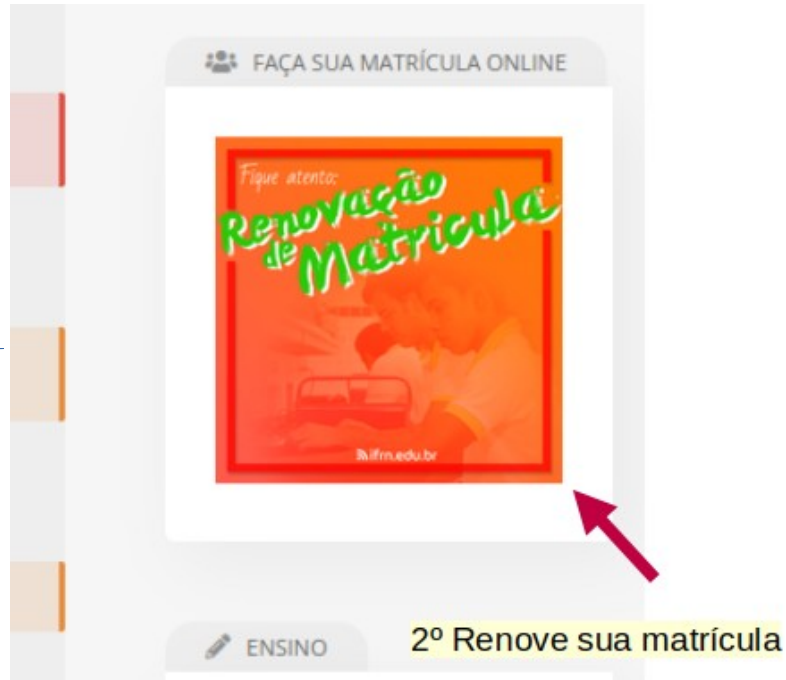 FAÇA SUA MATRÍCULA ONLINE
Fique atento:
Renovação
de Matrícula
ifrn.edu.br
ENSINO
2º Renove sua matrícula